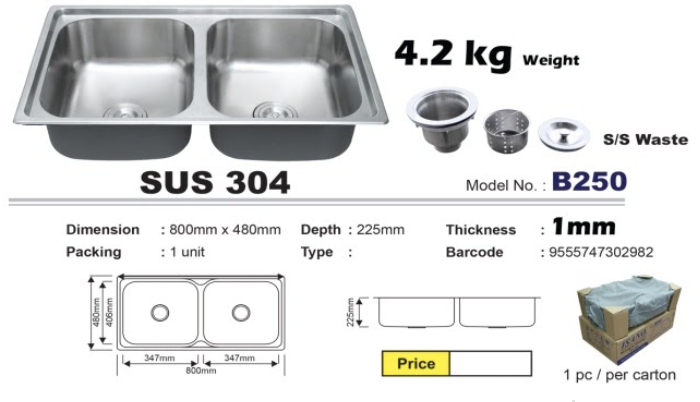 4.2 kg Weight
S/S Waste
SUS 304
Model No. : B250
Dimension : 800mm x 480mm Depth : 225mm Thickness : 1mm
Packing : 1 unit Type : Barcode : 9555747302982
480mm
406mm
347mm 347mm
800mm
225mm
Price
1 pc / per carton